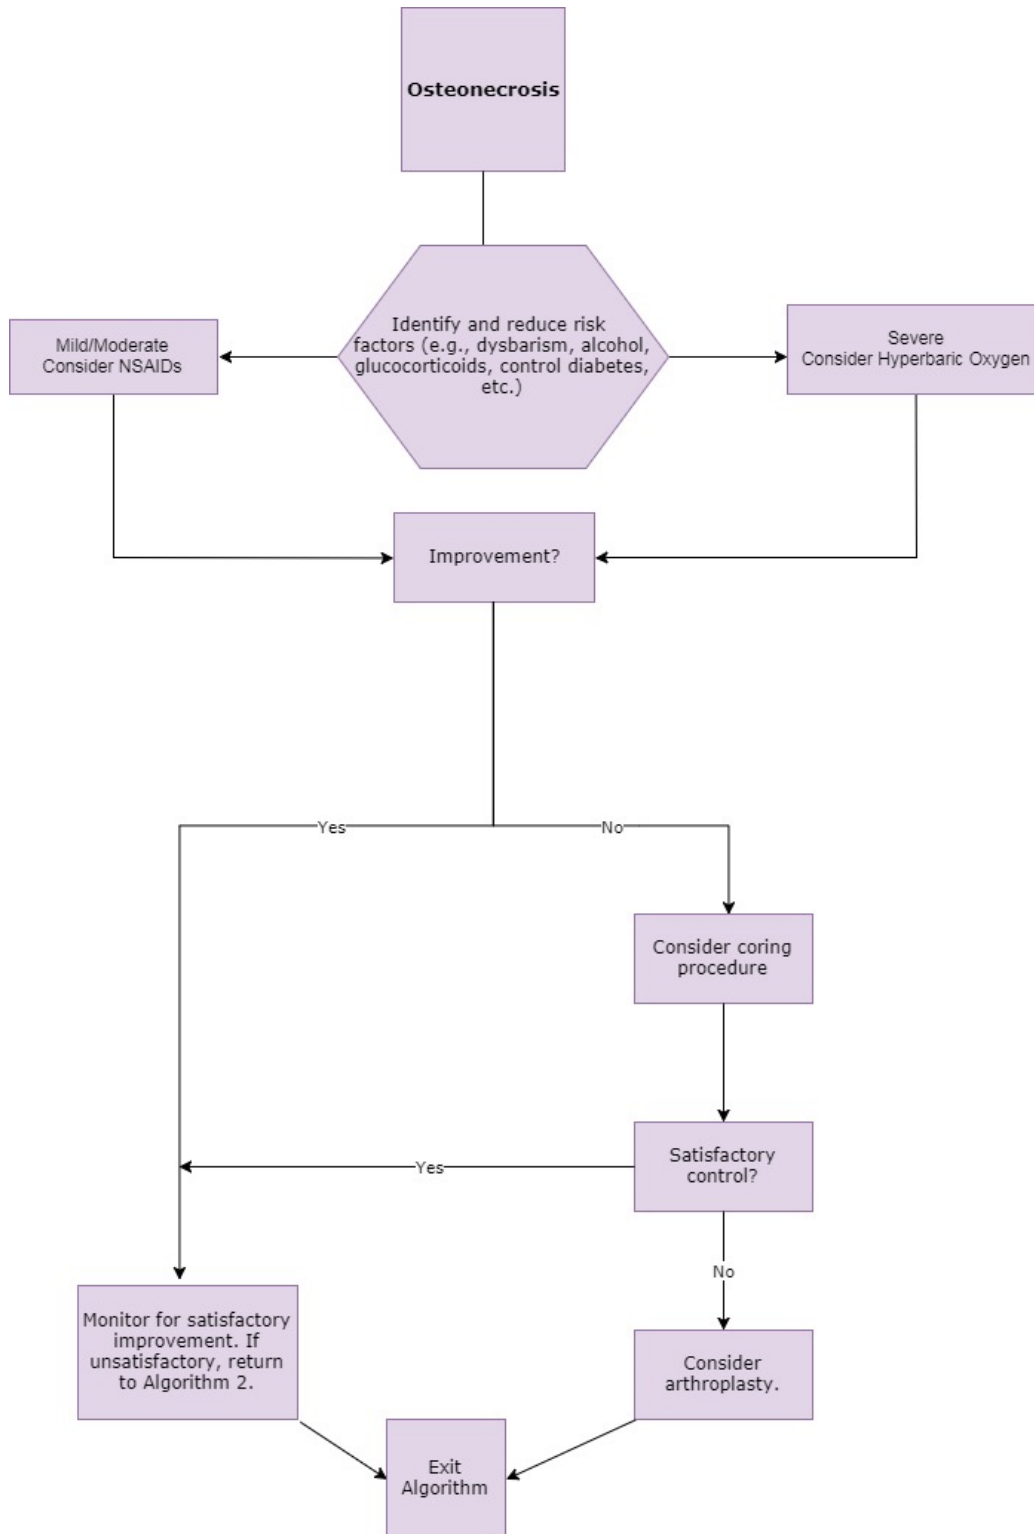 Osteonecrosis
Identify and reduce risk
factors (e.g., dysbarism, alcohol,
glucocorticoids, control diabetes,
etc.)
Mild/Moderate
Consider NSAIDs
Severe
Consider Hyperbaric Oxygen
Improvement?
Yes
No
Consider coring
procedure
Satisfactory
control?
Yes
No
Monitor for satisfactory
improvement. If
unsatisfactory, return
to Algorithm 2.
Consider
arthroplasty.
Exit
Algorithm